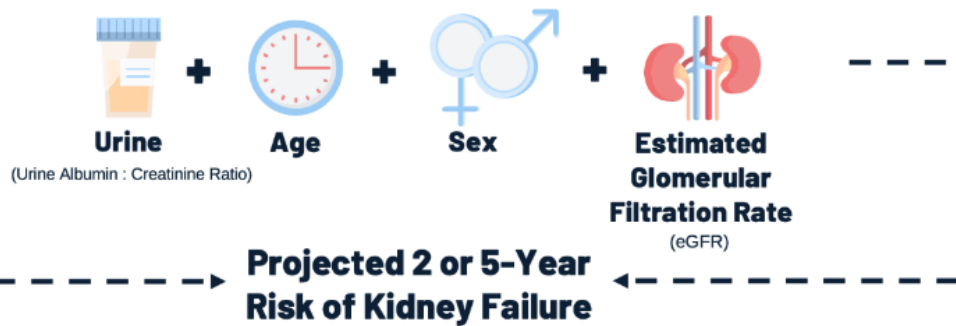 Urine
(Urine Albumin : Creatinine Ratio)
+
Age
+
Sex
+
Estimated
Glomerular
Filtration Rate
(eGFR)
Projected 2 or 5-Year
Risk of Kidney Failure